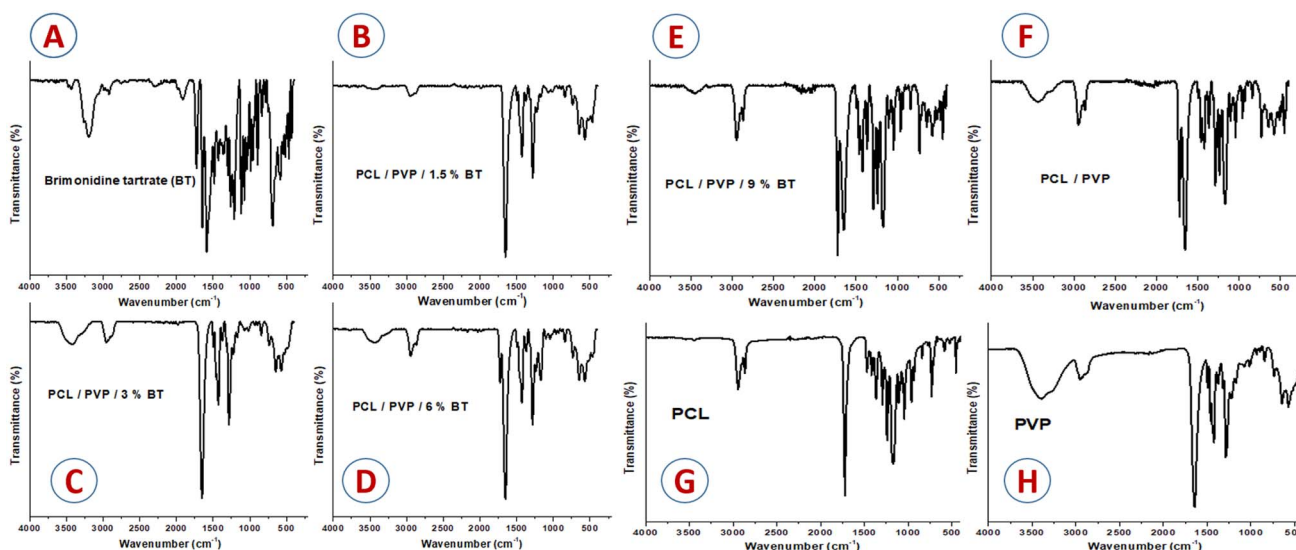 A
B
E
F
Transmittance (%)
Brimonidine tartrate (BT)
4000 3500 3000 2500 2000 1500 1000 500
Wavenumber (cm-1)
Transmittance (%)
PCL / PVP / 1.5 % BT
4000 3500 3000 2500 2000 1500 1000 500
Wavenumber (cm-1)
Transmittance (%)
PCL / PVP / 9 % BT
4000 3500 3000 2500 2000 1500 1000 500
Wavenumber (cm-1)
Transmittance (%)
PCL / PVP
4000 3500 3000 2500 2000 1500 1000 500
Wavenumber (cm-1)
Transmittance (%)
PCL / PVP / 3 % BT
C
4000 3500 3000 2500 2000 1500 1000 500
Wavenumber (cm-1)
Transmittance (%)
PCL / PVP / 6 % BT
D
4000 3500 3000 2500 2000 1500 1000 500
Wavenumber (cm-1)
Transmittance (%)
PCL
G
4000 3500 3000 2500 2000 1500 1000 500
Wavenumber (cm-1)
Transmittance (%)
PVP
H
4000 3500 3000 2500 2000 1500 1000 500
Wavenumber (cm-1)